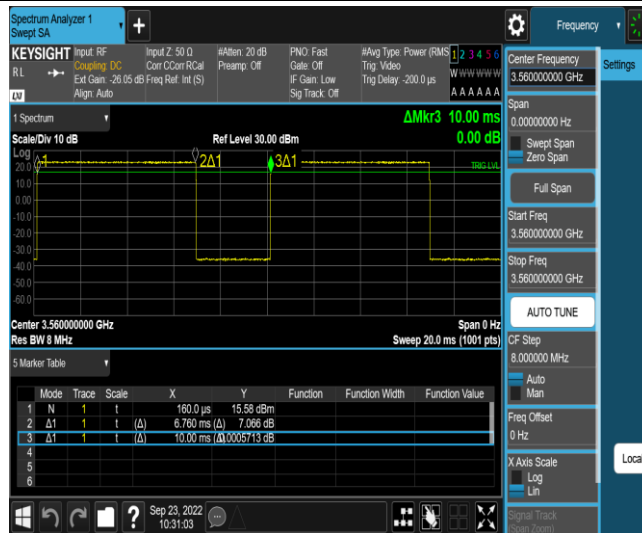 Spectrum Analyzer 1
Swept SA
Frequency
KEYSIGHT
RL
LXI
Input: RF
Coupling: DC
Ext Gain: -26.05 dB
Align: Auto
Input Z: 50 Ω
Corr CCorr RCal
Freq Ref: Int (S)
#Atten: 20 dB
Preamp: Off
PNO: Fast
Gate: Off
IF Gain: Low
Sig Track: Off
#Avg Type: Power (RMS
Trig: Video
Trig Delay: -200.0 µs
1 2 3 4 5 6
W W W W W W
A A A A A A
1 Spectrum
Scale/Div 10 dB
Ref Level 30.00 dBm
ΔMkr3 10.00 ms
0.00 dB
Log
1
2Δ1
3Δ1
TRIG LVL
20.0
10.0
0.00
-10.0
-20.0
-30.0
-40.0
-50.0
-60.0
Center 3.560000000 GHz
Res BW 8 MHz
Span 0 Hz
Sweep 20.0 ms (1001 pts)
5 Marker Table
Mode Trace Scale X Y Function Function Width Function Value
1 N 1 t 160.0 µs 15.58 dBm
2 Δ1 1 t (Δ) 6.760 ms (Δ) 7.066 dB
3 Δ1 1 t (Δ) 10.00 ms (Δ) 0.0005713 dB
4
5
6
Sep 23, 2022
10:31:03
Center Frequency
3.560000000 GHz
Span
0.00000000 Hz
Swept Span
Zero Span
Full Span
Start Freq
3.560000000 GHz
Stop Freq
3.560000000 GHz
AUTO TUNE
CF Step
8.000000 MHz
Auto
Man
Freq Offset
0 Hz
X Axis Scale
Log
Lin
Signal Track
(Span Zoom)
Settings
Local